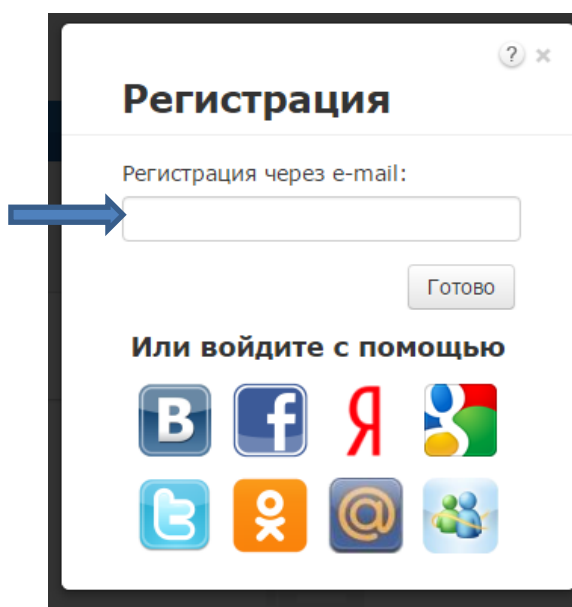 ?
Регистрация
Регистрация через e-mail:
Готово
Или войдите с помощью
В f Я g
t @